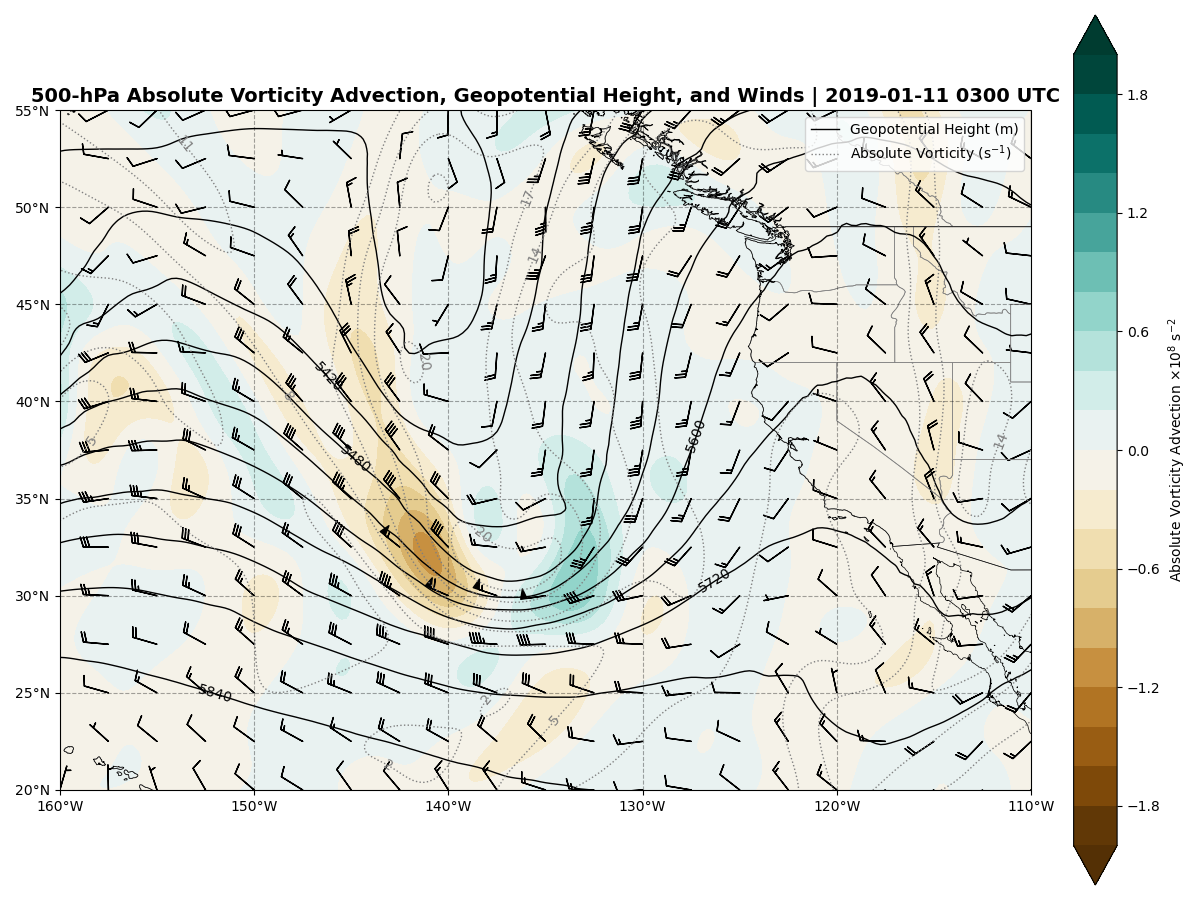 500-hPa Absolute Vorticity Advection, Geopotential Height, and Winds | 2019-01-11 0300 UTC
Geopotential Height (m)
Absolute Vorticity (s⁻¹)
55°N
50°N
45°N
40°N
35°N
30°N
25°N
20°N
160°W
150°W
140°W
130°W
120°W
110°W
11
17
14
20
5420
8
5480
5
5600
14
20
5720
5840
2
5
2
1.8
1.2
0.6
0.0
−0.6
−1.2
−1.8
Absolute Vorticity Advection ×10⁸ s⁻²